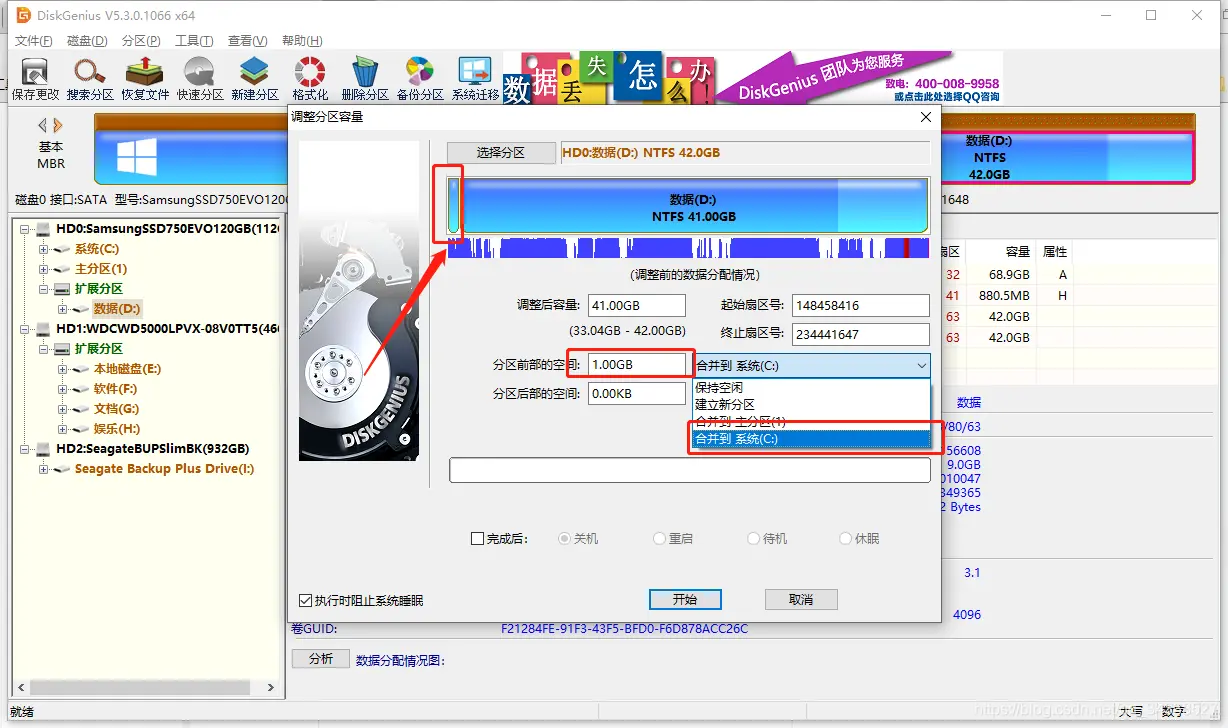 DiskGenius V5.3.0.1066 x64
文件(F) 磁盘(D) 分区(P) 工具(T) 查看(V) 帮助(H)
保存更改 搜索分区 恢复文件 快速分区 新建分区 格式化 删除分区 备份分区 系统迁移
数据丢失怎么办!
DiskGenius 团队为您服务
致电: 400-008-9958
或点击此处选择QQ咨询
基本
MBR
数据(D:)
NTFS
42.0GB
磁盘0 接口:SATA 型号:SamsungSSD750EVO120G
1648
HD0:SamsungSSD750EVO120GB(112
系统(C:)
主分区(1)
扩展分区
数据(D:)
HD1:WDCWD5000LPVX-08V0TT5(46
扩展分区
本地磁盘(E:)
软件(F:)
文档(G:)
娱乐(H:)
HD2:SeagateBUPSlimBK(932GB)
Seagate Backup Plus Drive(I:)
调整分区容量
选择分区 HD0:数据(D:) NTFS 42.0GB
数据(D:)
NTFS 41.00GB
(调整前的数据分配情况)
调整后容量: 41.00GB 起始扇区号: 148458416
(33.04GB - 42.00GB) 终止扇区号: 234441647
分区前部的空间: 1.00GB 合并到 系统(C:)
分区后部的空间: 0.00KB
保持空闲
建立新分区
合并到 主分区(1)
合并到 系统(C:)
DISKGENIUS
完成后: 关机 重启 待机 休眠
执行时阻止系统睡眠 开始 取消
扇区 容量 属性
32 68.9GB A
41 880.5MB H
63 42.0GB
63 42.0GB
数据
/80/63
56608
9.0GB
010047
349365
2 Bytes
3.1
4096
卷GUID: F21284FE-91F3-43F5-BFD0-F6D878ACC26C
分析 数据分配情况图:
就绪 大写 数字